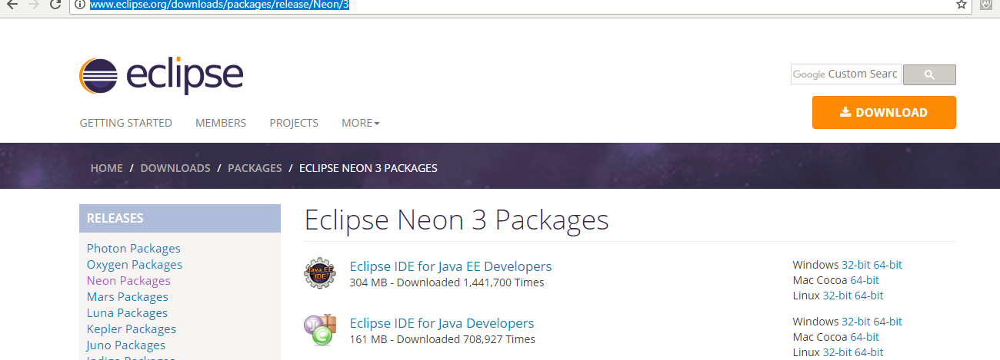 www.eclipse.org/downloads/packages/release/Neon/3
eclipse
Google Custom Searc
DOWNLOAD
GETTING STARTED MEMBERS PROJECTS MORE
HOME / DOWNLOADS / PACKAGES / ECLIPSE NEON 3 PACKAGES
RELEASES
Photon Packages
Oxygen Packages
Neon Packages
Mars Packages
Luna Packages
Kepler Packages
Juno Packages
Indigo Packages
Eclipse Neon 3 Packages
Java EE
IDE
Eclipse IDE for Java EE Developers
304 MB - Downloaded 1,441,700 Times
Windows 32-bit 64-bit
Mac Cocoa 64-bit
Linux 32-bit 64-bit
J
C
Eclipse IDE for Java Developers
161 MB - Downloaded 708,927 Times
Windows 32-bit 64-bit
Mac Cocoa 64-bit
Linux 32-bit 64-bit